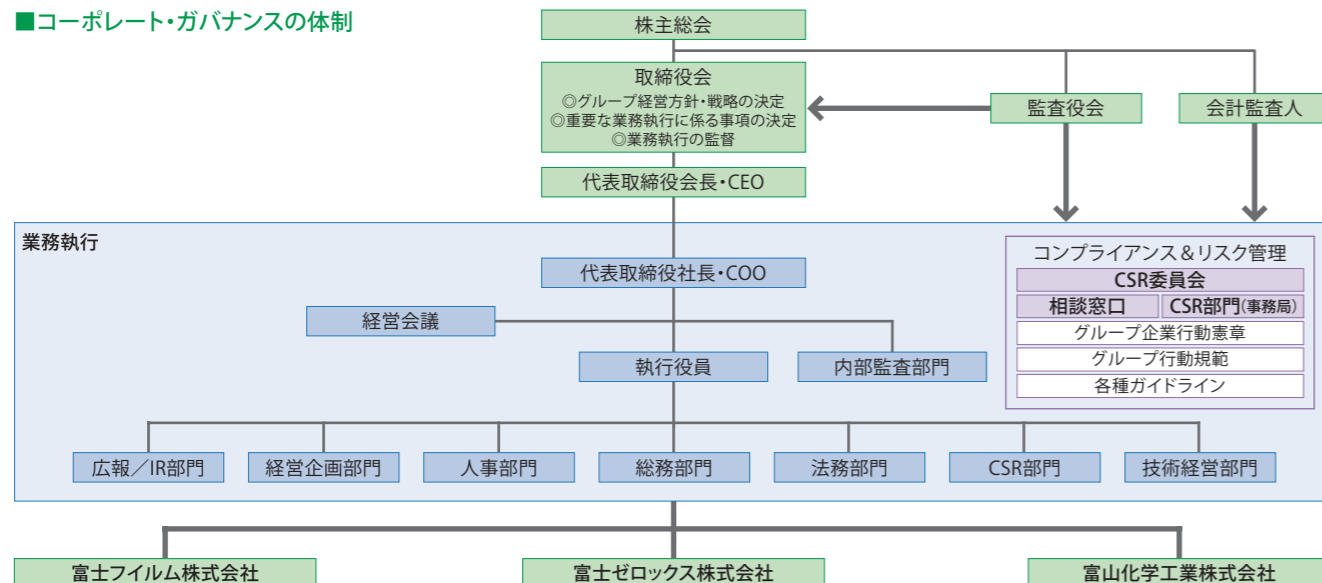 ■コーポレート・ガバナンスの体制
株主総会
取締役会
◎グループ経営方針・戦略の決定
◎重要な業務執行に係る事項の決定
◎業務執行の監督
監査役会
会計監査人
代表取締役会長・CEO
業務執行
代表取締役社長・COO
経営会議
執行役員
内部監査部門
コンプライアンス&リスク管理
CSR委員会
相談窓口
CSR部門(事務局)
グループ企業行動憲章
グループ行動規範
各種ガイドライン
広報／IR部門
経営企画部門
人事部門
総務部門
法務部門
CSR部門
技術経営部門
富士フイルム株式会社
富士ゼロックス株式会社
富山化学工業株式会社